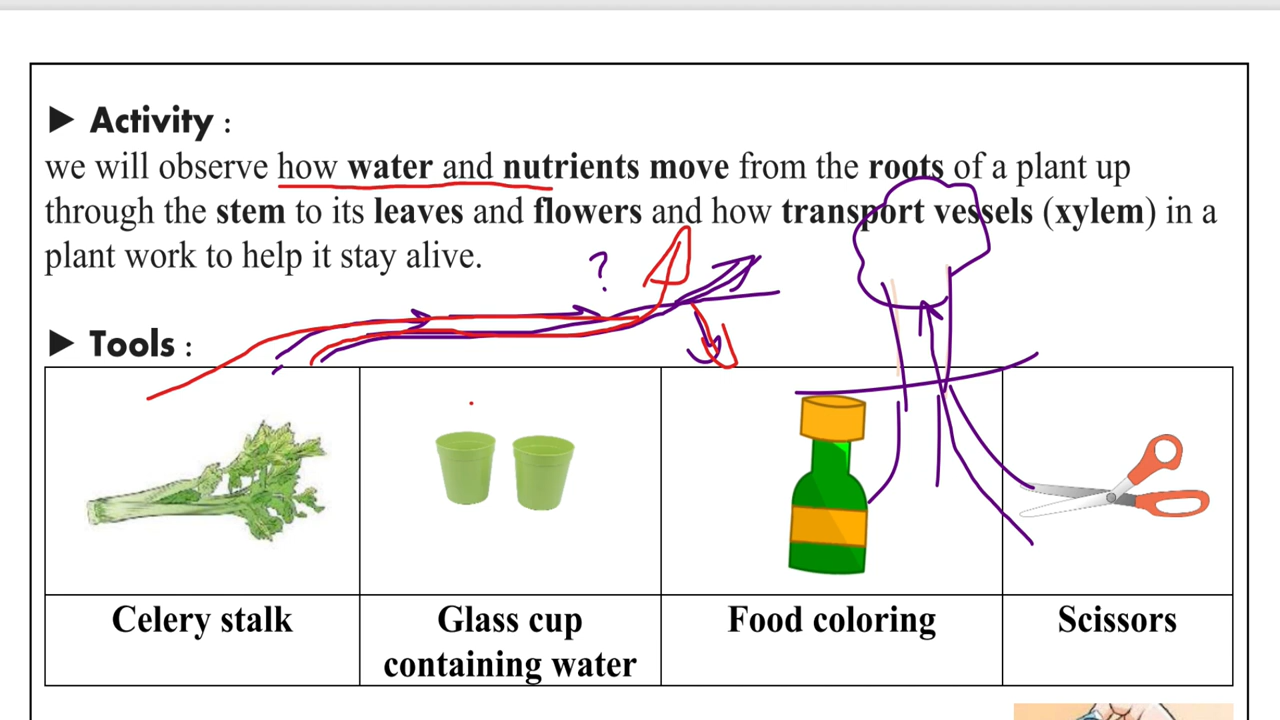 ► Activity :
we will observe how water and nutrients move from the roots of a plant up
through the stem to its leaves and flowers and how transport vessels (xylem) in a
plant work to help it stay alive.
?
► Tools :
Celery stalk
Glass cup
containing water
Food coloring
Scissors